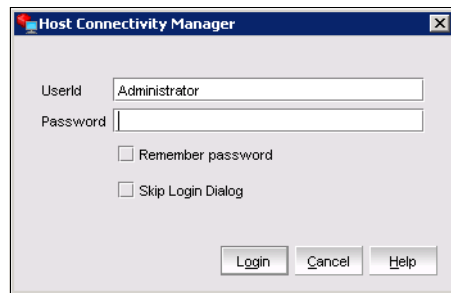 Host Connectivity Manager
UserId Administrator
Password
Remember password
Skip Login Dialog
Login Cancel Help